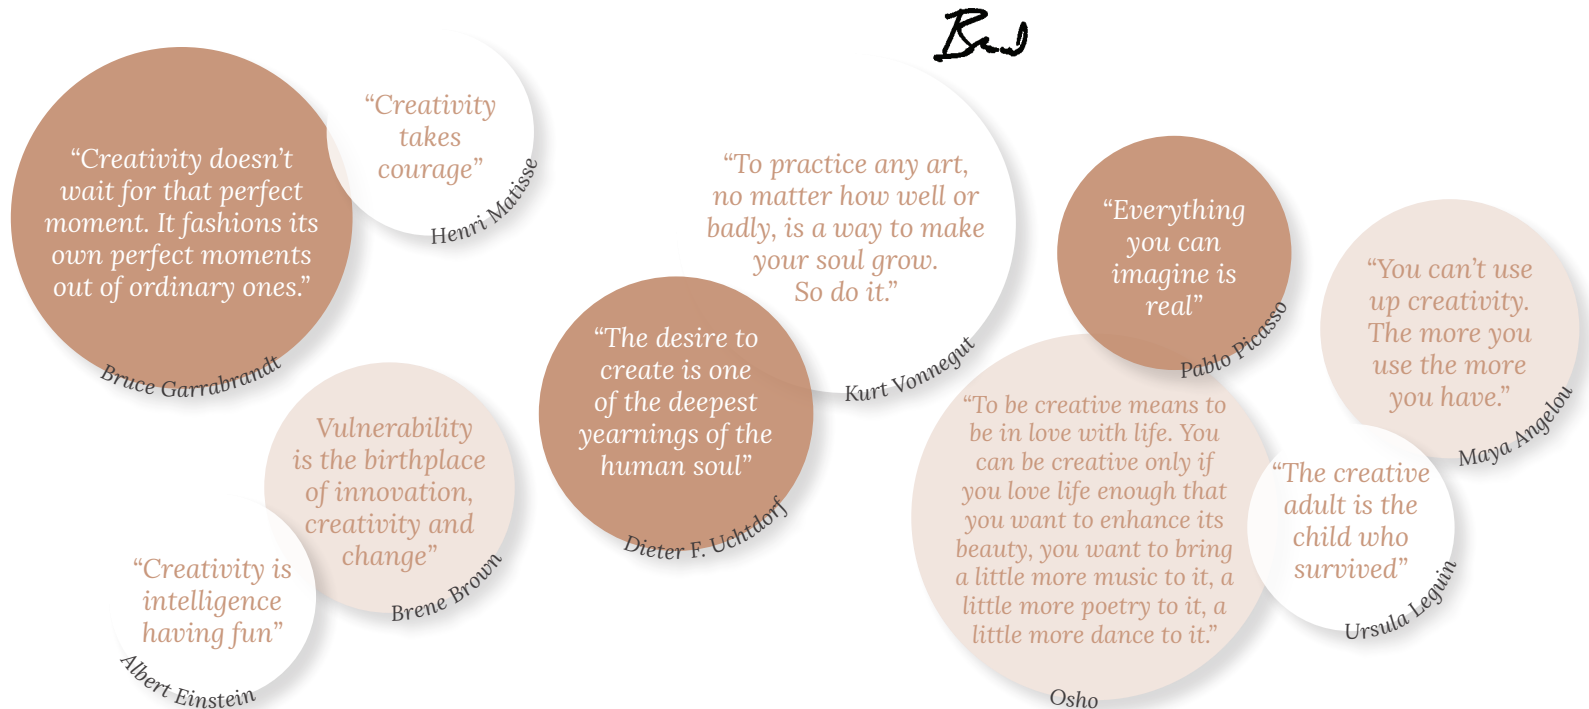 “Creativity doesn’t
wait for that perfect
moment. It fashions its
own perfect moments
out of ordinary ones.”
Bruce Garrabrandt
“Creativity
takes
courage”
Henri Matisse
Vulnerability
is the birthplace
of innovation,
creativity and
change”
Brene Brown
“Creativity is
intelligence
having fun”
Albert Einstein
“To practice any art,
no matter how well or
badly, is a way to make
your soul grow.
So do it.”
Kurt Vonnegut
“The desire to
create is one
of the deepest
yearnings of the
human soul”
Dieter F. Uchtdorf
“Everything
you can
imagine is
real”
Pablo Picasso
“To be creative means to
be in love with life. You
can be creative only if
you love life enough that
you want to enhance its
beauty, you want to bring
a little more music to it, a
little more poetry to it, a
little more dance to it.”
Osho
“You can’t use
up creativity.
The more you
use the more
you have.”
Maya Angelou
“The creative
adult is the
child who
survived”
Ursula Leguin